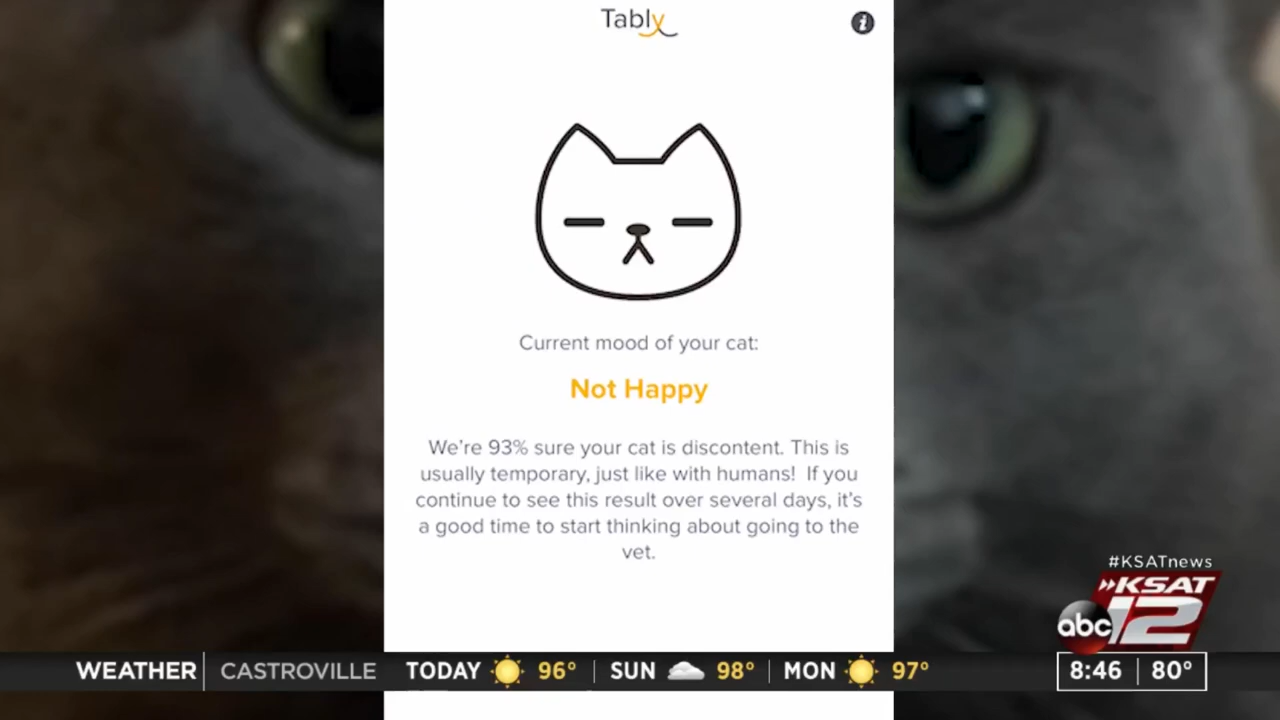 Tably
i
Current mood of your cat:
Not Happy
We're 93% sure your cat is discontent. This is
usually temporary, just like with humans!  If you
continue to see this result over several days, it's
a good time to start thinking about going to the
vet.
#KSATnews
KSAT
abc 12
WEATHER CASTROVILLE TODAY 96° SUN 98° MON 97° 8:46 80°